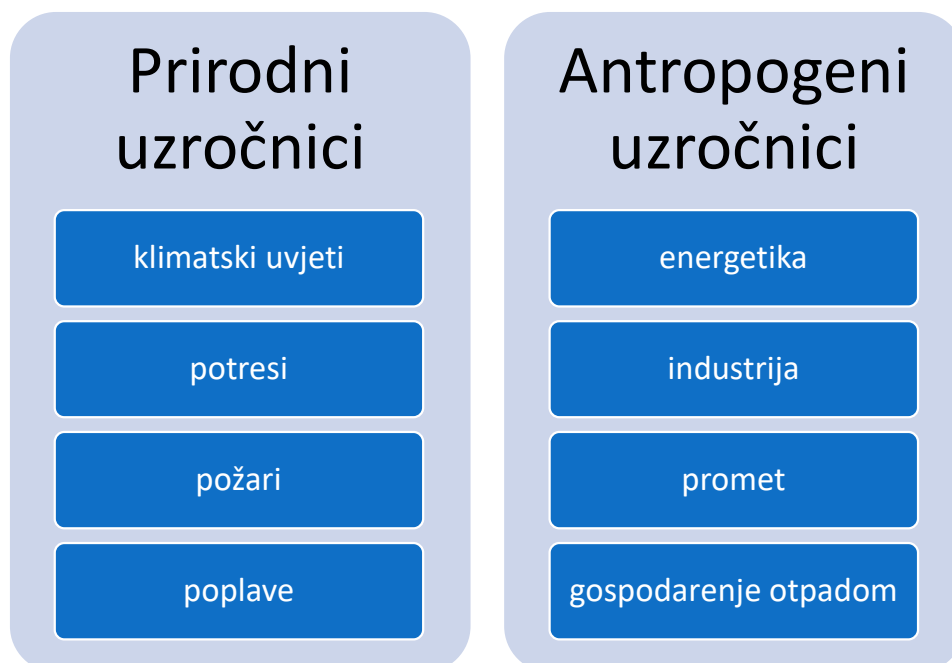 Prirodni
uzročnici
klimatski uvjeti
potresi
požari
poplave
Antropogeni
uzročnici
energetika
industrija
promet
gospodarenje otpadom